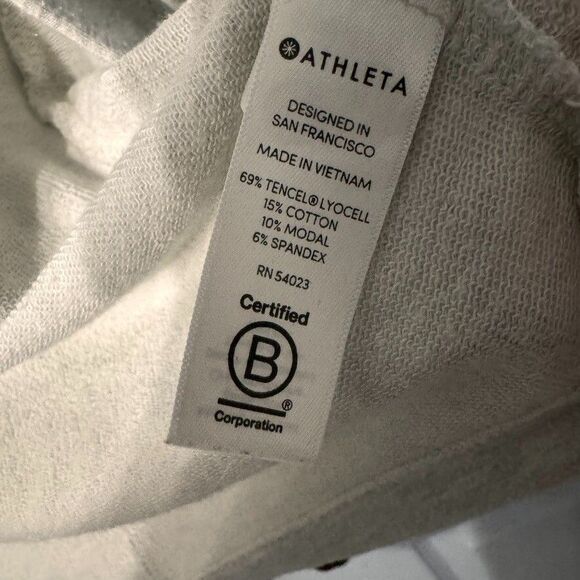 ATHLETA
DESIGNED IN
SAN FRANCISCO
MADE IN VIETNAM
69% TENCEL® LYOCELL
15% COTTON
10% MODAL
6% SPANDEX
RN 54023
Certified
B
®
Corporation